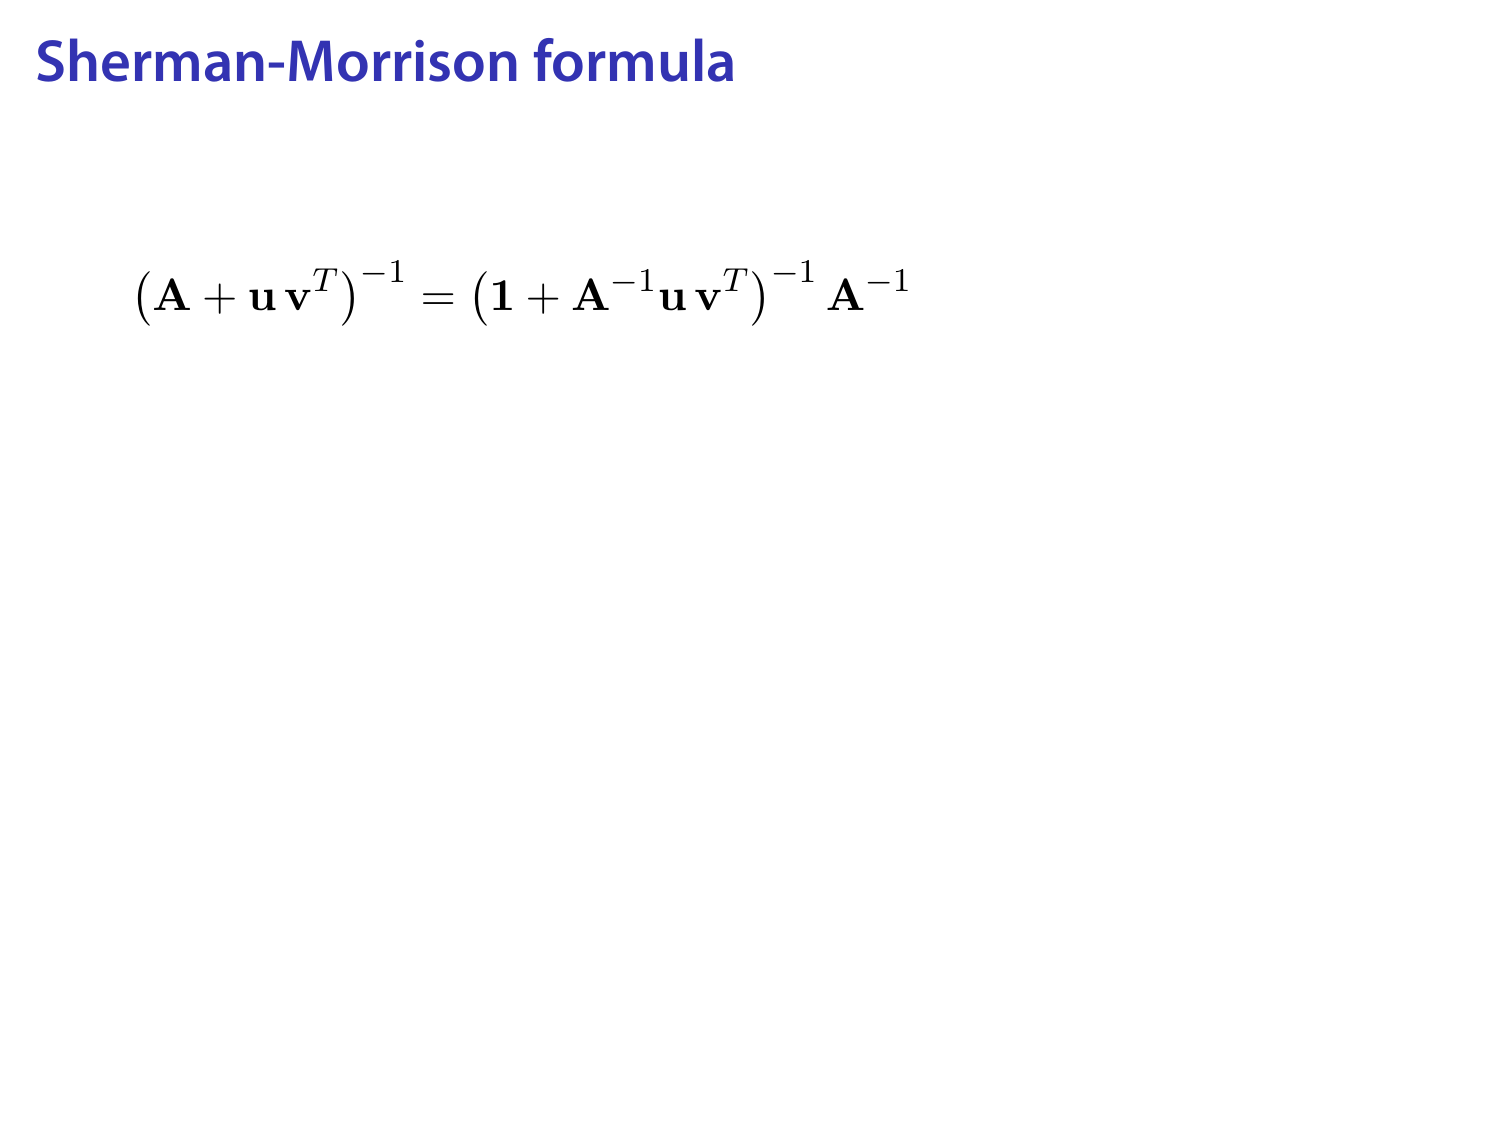 Sherman-Morrison formula
(A + u v^T)^{-1} = (1 + A^{-1} u v^T)^{-1} A^{-1}